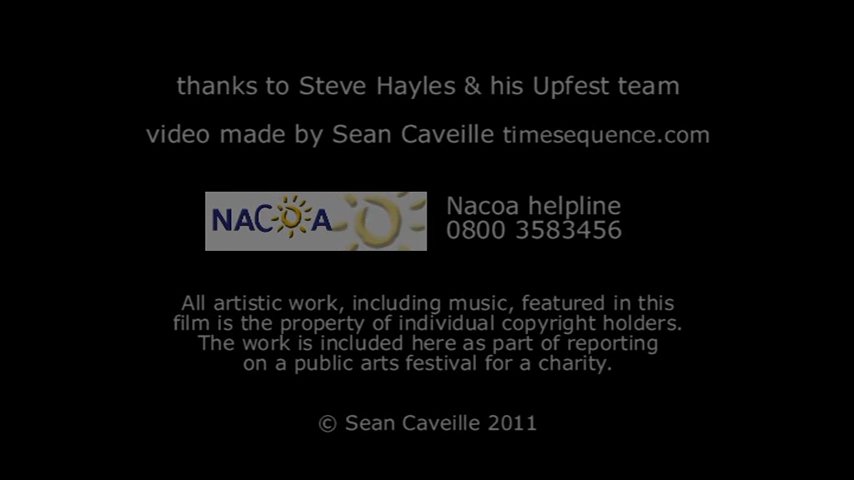 thanks to Steve Hayles & his Upfest team
video made by Sean Caveille timesequence.com
NACOA
Nacoa helpline
0800 3583456
All artistic work, including music, featured in this
film is the property of individual copyright holders.
The work is included here as part of reporting
on a public arts festival for a charity.
© Sean Caveille 2011